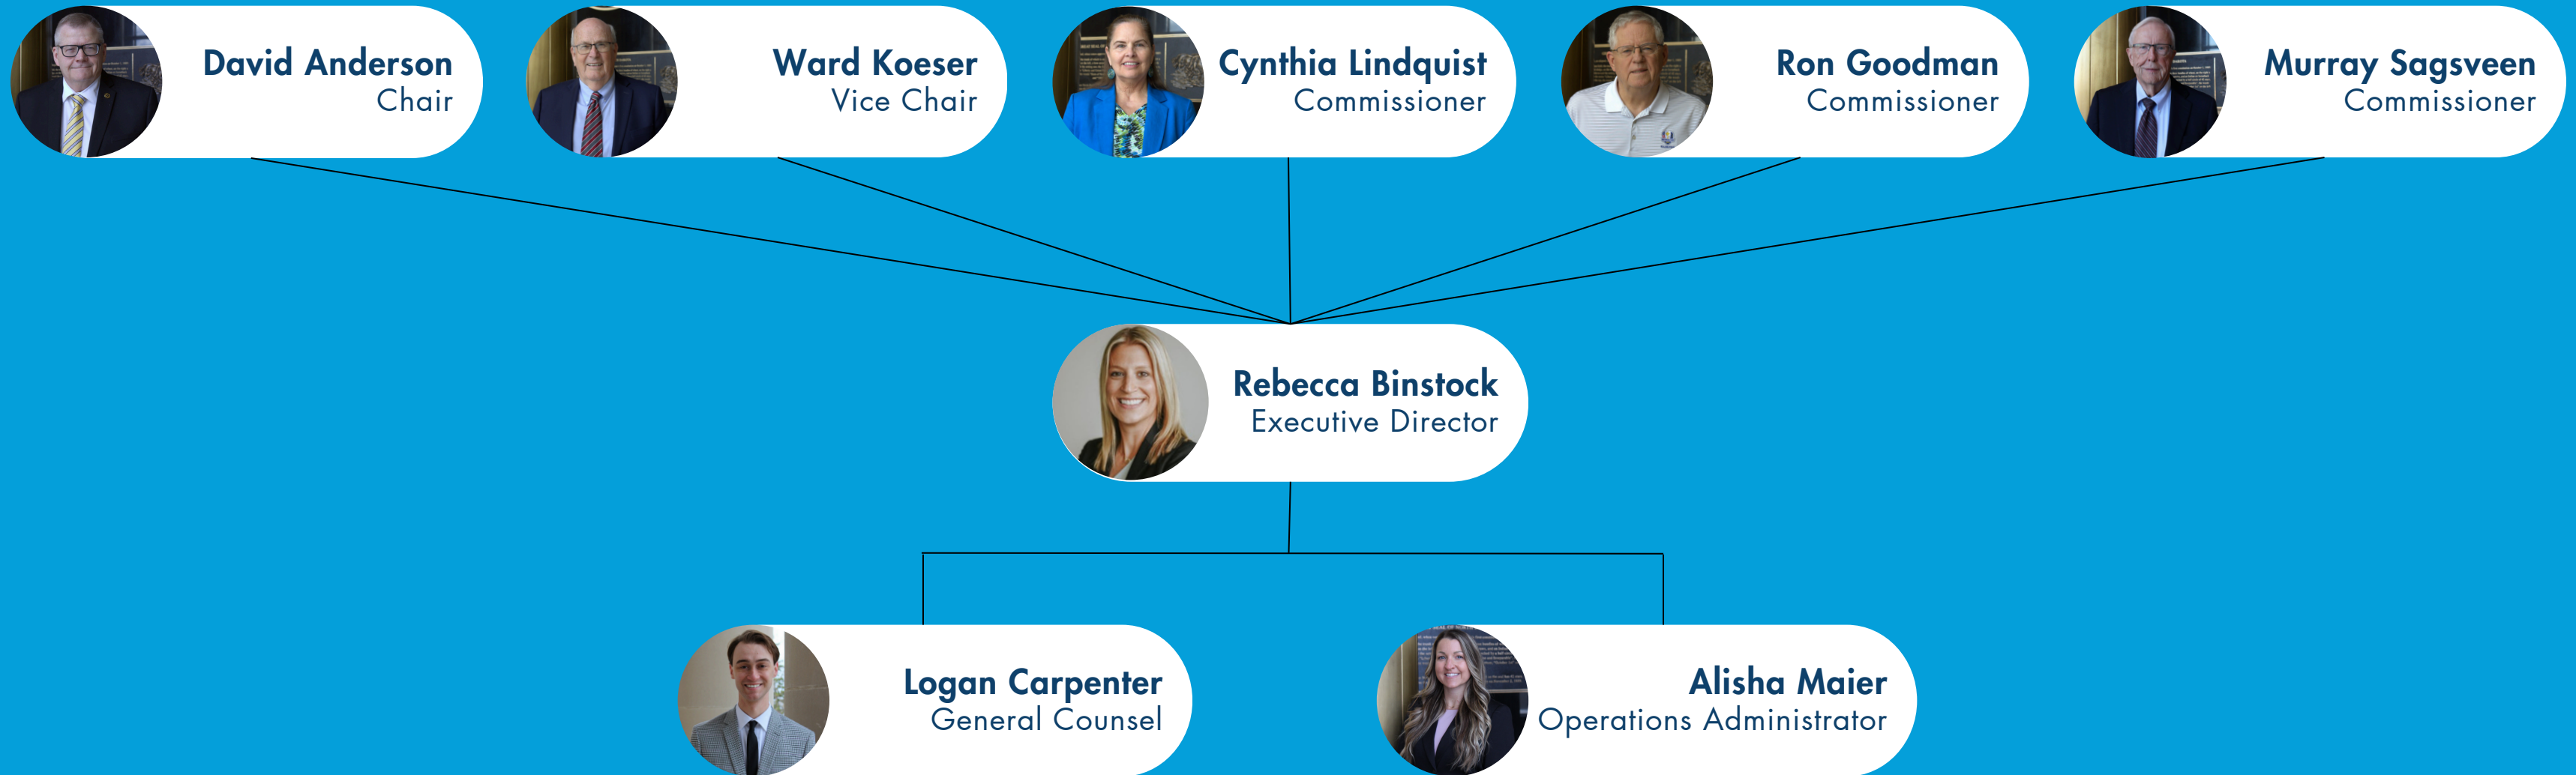 David Anderson
Chair
Ward Koeser
Vice Chair
Cynthia Lindquist
Commissioner
Ron Goodman
Commissioner
Murray Sagsveen
Commissioner
Rebecca Binstock
Executive Director
Logan Carpenter
General Counsel
Alisha Maier
Operations Administrator